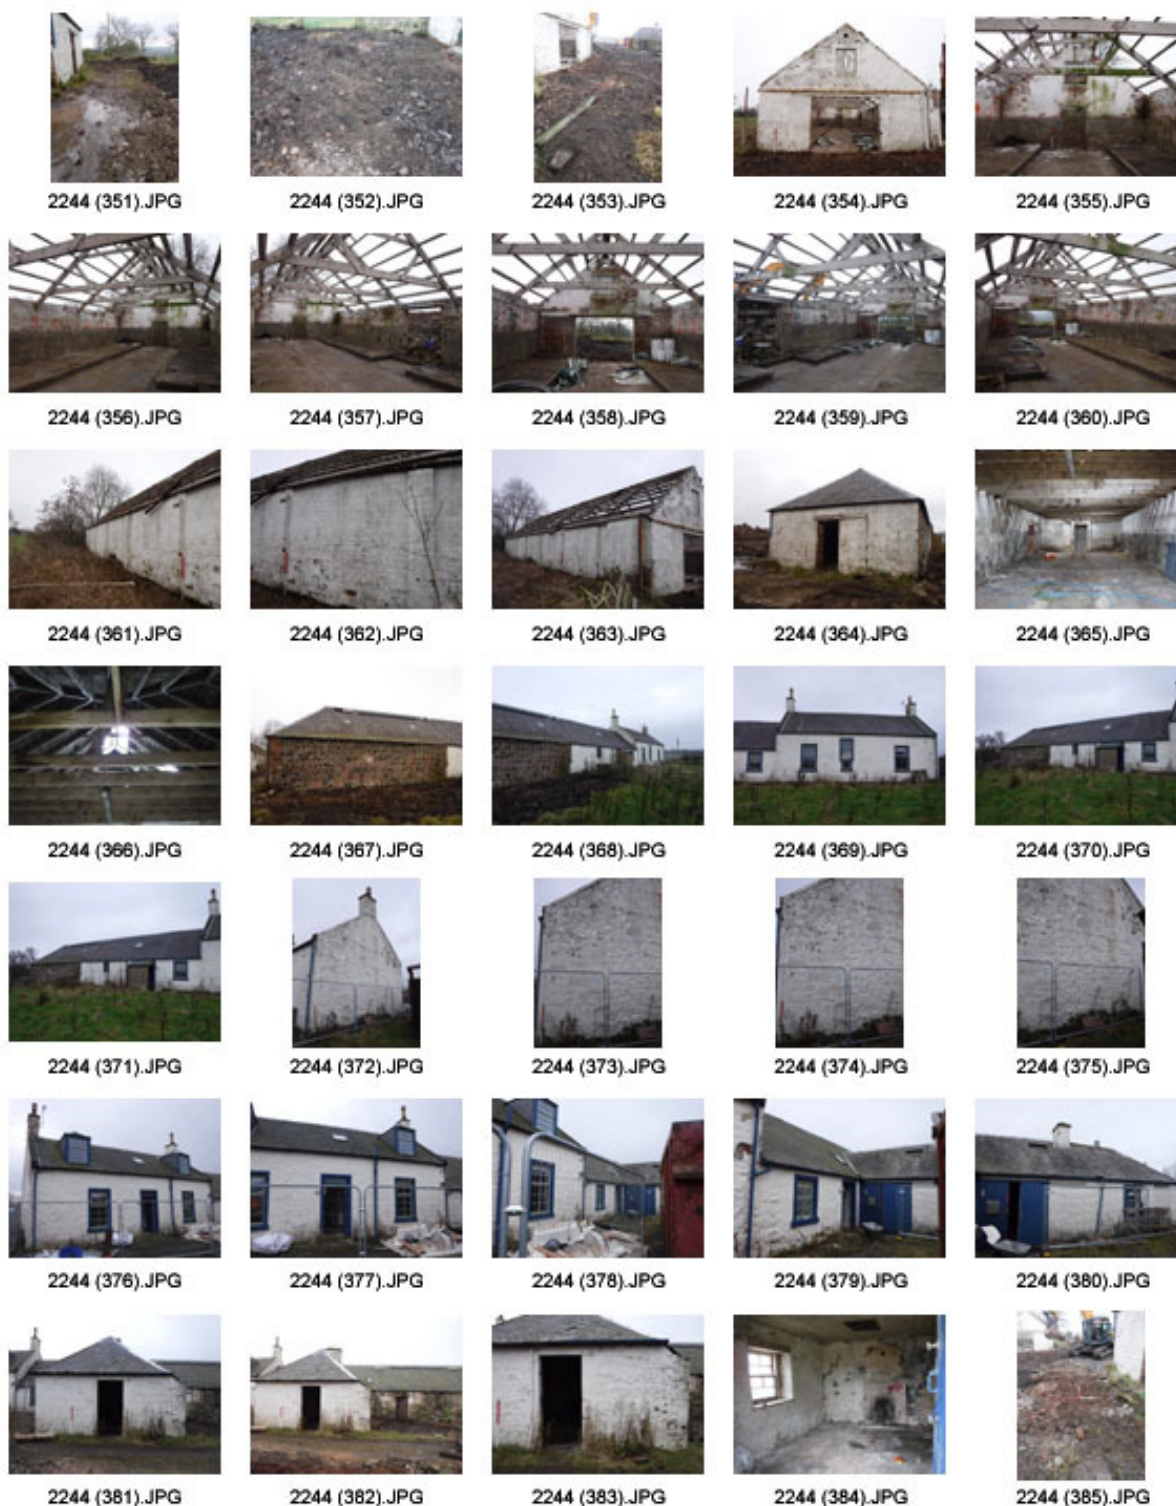 2244 (351).JPG 2244 (352).JPG 2244 (353).JPG 2244 (354).JPG 2244 (355).JPG
2244 (356).JPG 2244 (357).JPG 2244 (358).JPG 2244 (359).JPG 2244 (360).JPG
2244 (361).JPG 2244 (362).JPG 2244 (363).JPG 2244 (364).JPG 2244 (365).JPG
2244 (366).JPG 2244 (367).JPG 2244 (368).JPG 2244 (369).JPG 2244 (370).JPG
2244 (371).JPG 2244 (372).JPG 2244 (373).JPG 2244 (374).JPG 2244 (375).JPG
2244 (376).JPG 2244 (377).JPG 2244 (378).JPG 2244 (379).JPG 2244 (380).JPG
2244 (381).JPG 2244 (382).JPG 2244 (383).JPG 2244 (384).JPG 2244 (385).JPG